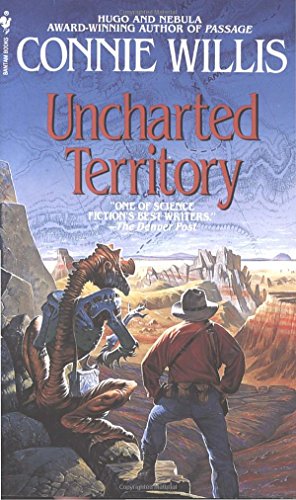 BANTAM BOOKS
HUGO AND NEBULA
AWARD-WINNING AUTHOR OF PASSAGE
CONNIE WILLIS
Uncharted
Territory
"ONE OF SCIENCE
FICTION'S BEST WRITERS."
—The Denver Post